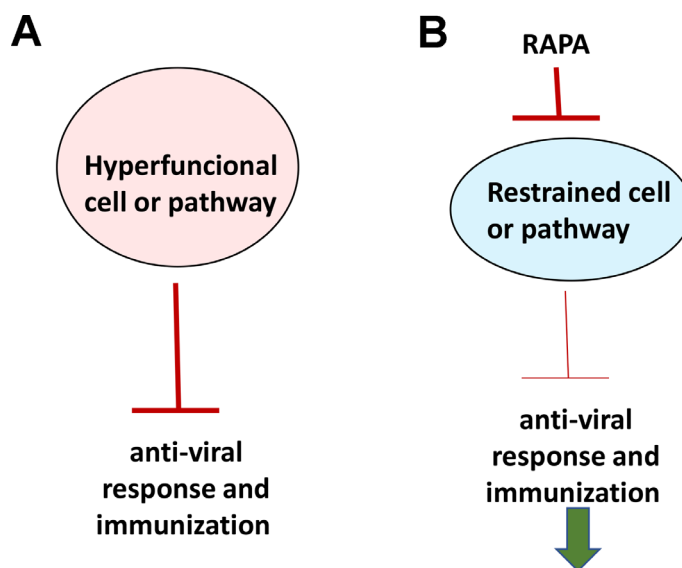 A
Hyperfuncional
cell or pathway
anti-viral
response and
immunization
B
RAPA
Restrained cell
or pathway
anti-viral
response and
immunization